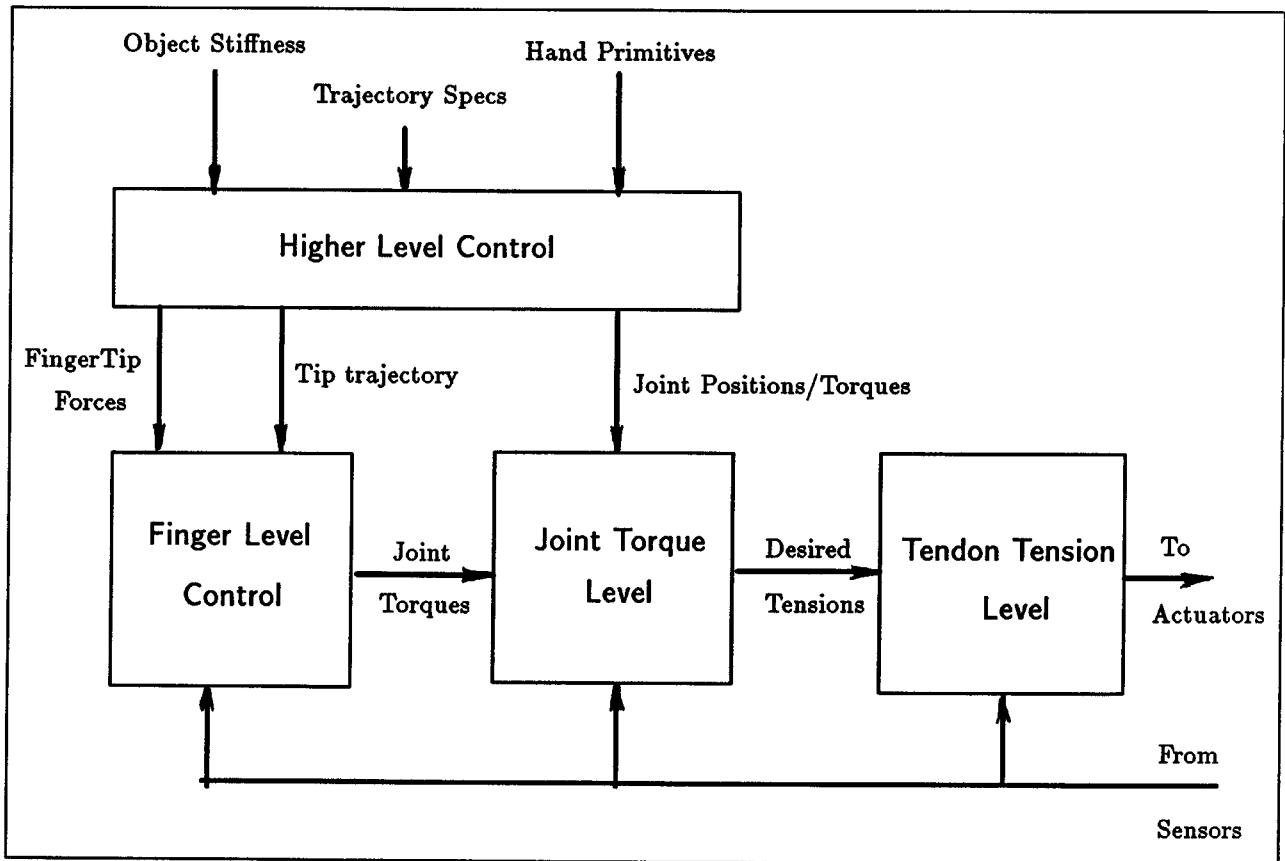 Object Stiffness
Hand Primitives
Trajectory Specs
Higher Level Control
FingerTip
Forces
Tip trajectory
Joint Positions/Torques
Finger Level
Control
Joint
Torques
Joint Torque
Level
Desired
Tensions
Tendon Tension
Level
To
Actuators
From
Sensors